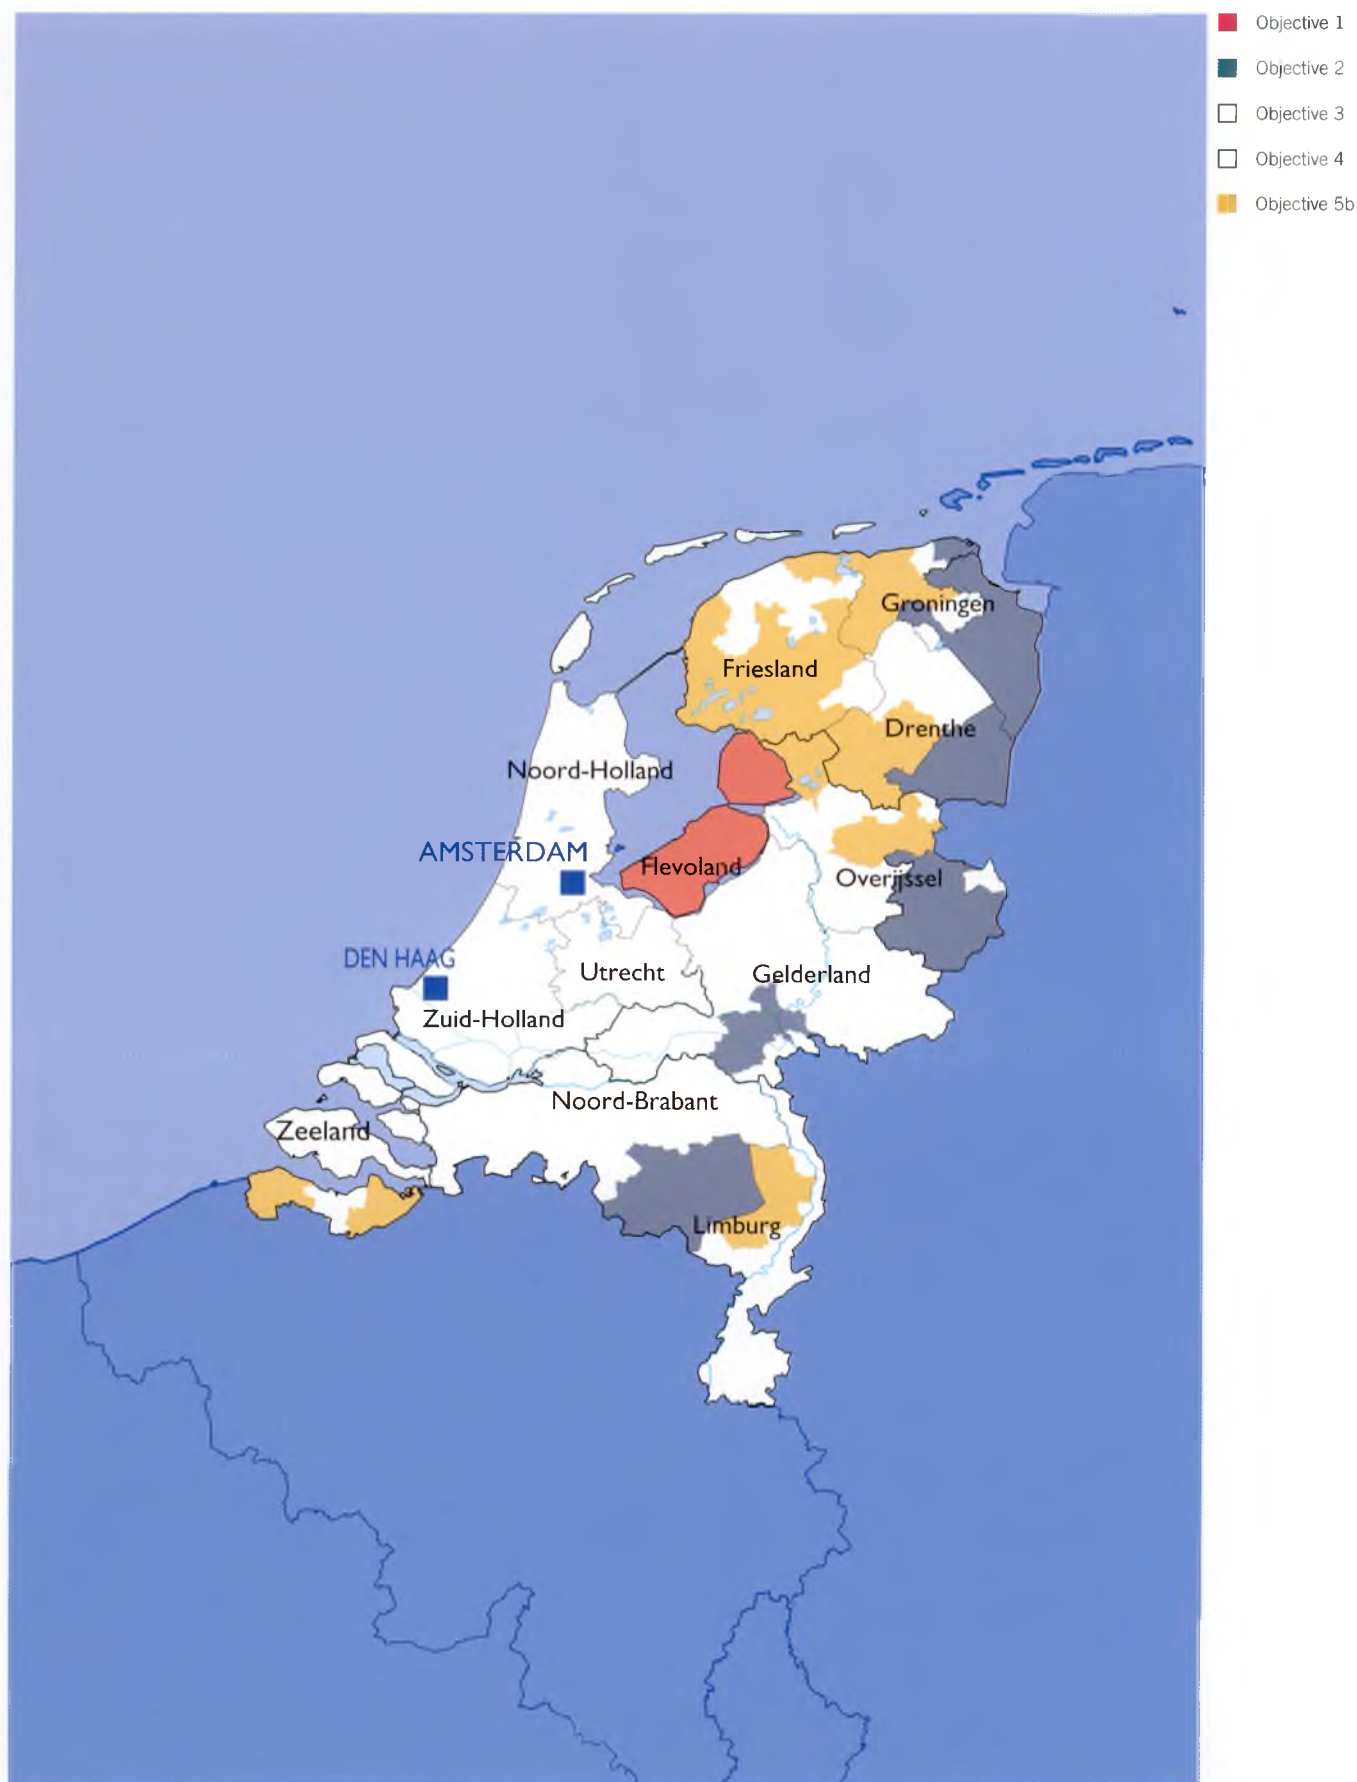 Objective 1
Objective 2
Objective 3
Objective 4
Objective 5b
Groningen
Friesland
Drenthe
Noord-Holland
AMSTERDAM
Flevoland
Overijssel
DEN HAAG
Utrecht
Gelderland
Zuid-Holland
Noord-Brabant
Zeeland
Limburg